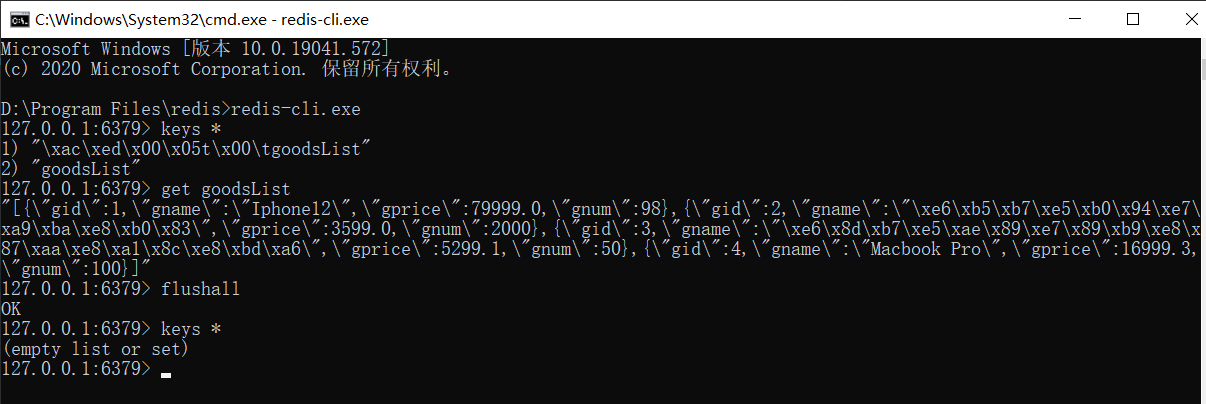 C:\Windows\System32\cmd.exe - redis-cli.exe
Microsoft Windows [版本 10.0.19041.572]
(c) 2020 Microsoft Corporation. 保留所有权利。
D:\Program Files\redis>redis-cli.exe
127.0.0.1:6379> keys *
1) "\xac\xed\x00\x05t\x00\tgoodsList"
2) "goodsList"
127.0.0.1:6379> get goodsList
"[{\"gid\":1,\"gname\":\"Iphone12\",\"gprice\":79999.0,\"gnum\":98},{\"gid\":2,\"gname\":\"\xe6\xb5\xb7\xe5\xb0\x94\xe7\
xa9\xba\xe8\xb0\x83\",\"gprice\":3599.0,\"gnum\":2000},{\"gid\":3,\"gname\":\"\xe6\x8d\xb7\xe5\xae\x89\xe7\x89\xb9\xe8\x
87\xaa\xe8\xa1\x8c\xe8\xbd\xa6\",\"gprice\":5299.1,\"gnum\":50},{\"gid\":4,\"gname\":\"Macbook Pro\",\"gprice\":16999.3,
\"gnum\":100}]"
127.0.0.1:6379> flushall
OK
127.0.0.1:6379> keys *
(empty list or set)
127.0.0.1:6379>